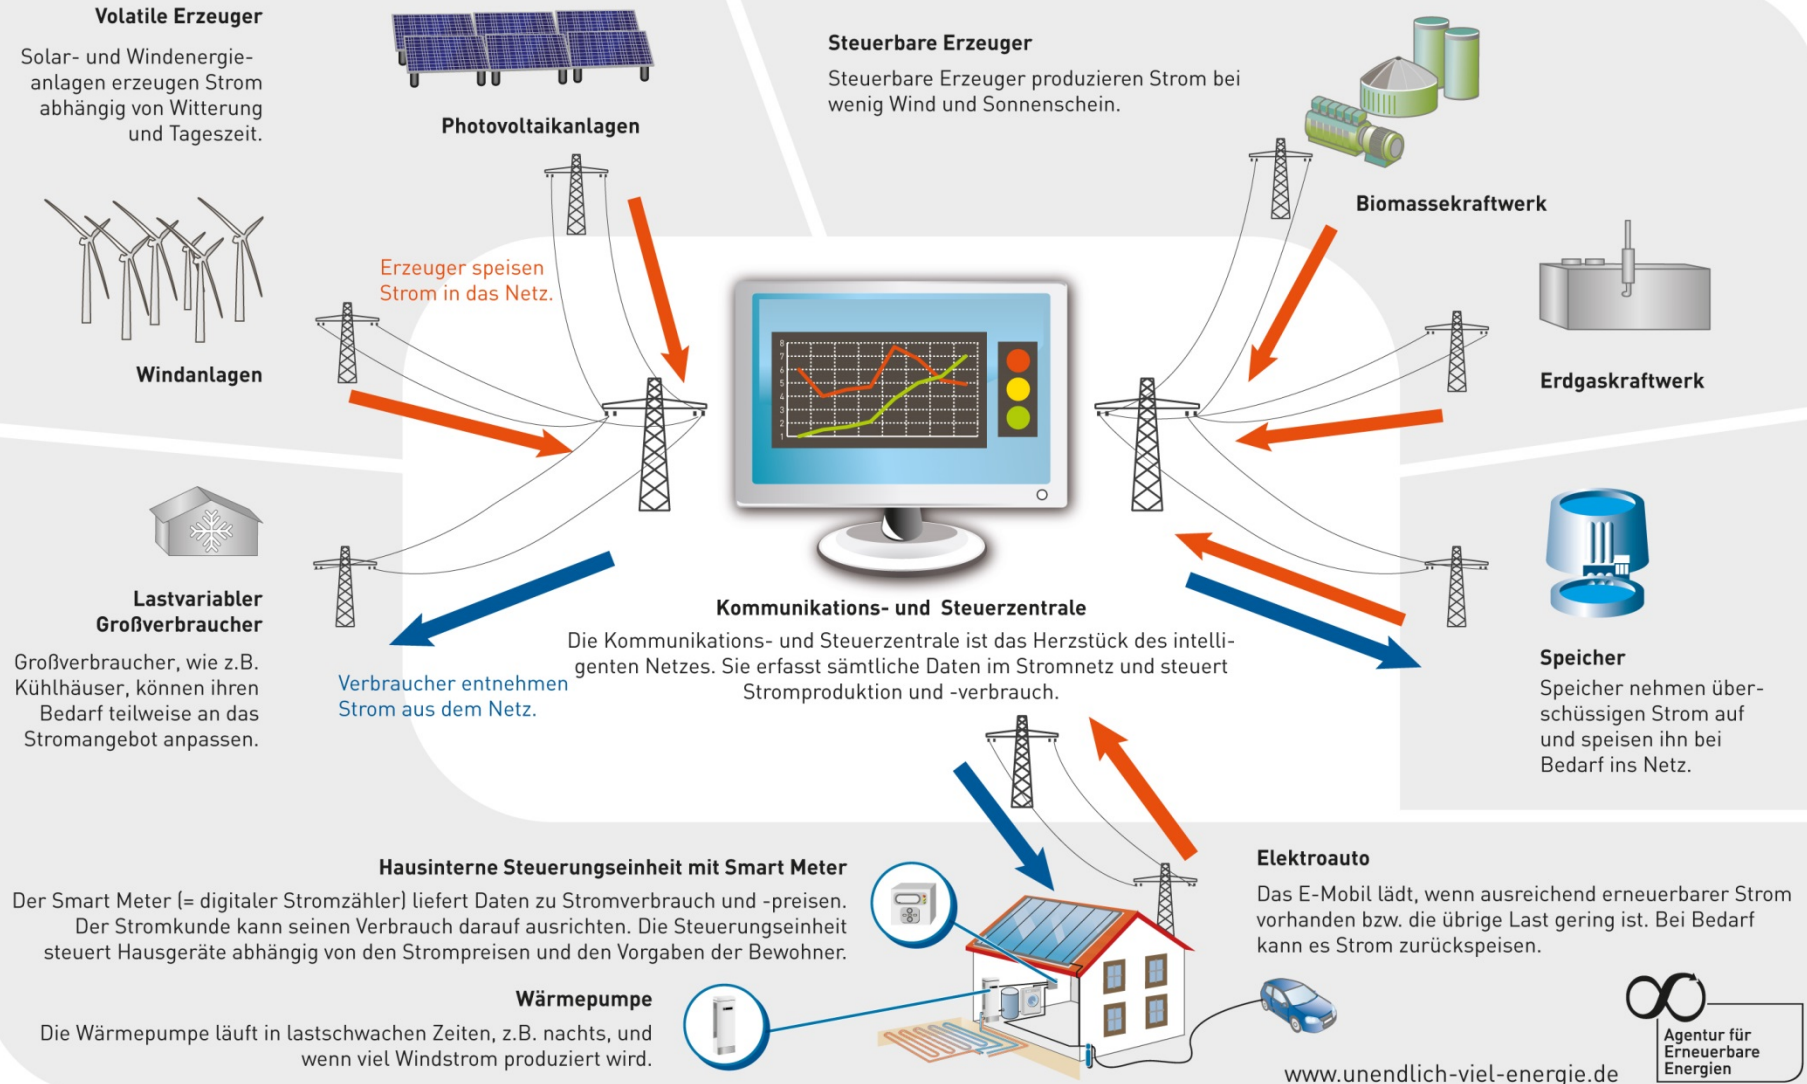 Volatile Erzeuger
Solar- und Windenergie-
anlagen erzeugen Strom
abhängig von Witterung
und Tageszeit.
Photovoltaikanlagen
Windanlagen
Steuerbare Erzeuger
Steuerbare Erzeuger produzieren Strom bei
wenig Wind und Sonnenschein.
Biomassekraftwerk
Erdgaskraftwerk
Erzeuger speisen
Strom in das Netz.
8
7
6
5
4
3
2
1
Lastvariabler
Großverbraucher
Großverbraucher, wie z.B.
Kühlhäuser, können ihren
Bedarf teilweise an das
Stromangebot anpassen.
Verbraucher entnehmen
Strom aus dem Netz.
Kommunikations- und Steuerzentrale
Die Kommunikations- und Steuerzentrale ist das Herzstück des intelli-
genten Netzes. Sie erfasst sämtliche Daten im Stromnetz und steuert
Stromproduktion und -verbrauch.
Speicher
Speicher nehmen über-
schüssigen Strom auf
und speisen ihn bei
Bedarf ins Netz.
Hausinterne Steuerungseinheit mit Smart Meter
Der Smart Meter (= digitaler Stromzähler) liefert Daten zu Stromverbrauch und -preisen.
Der Stromkunde kann seinen Verbrauch darauf ausrichten. Die Steuerungseinheit
steuert Hausgeräte abhängig von den Strompreisen und den Vorgaben der Bewohner.
Wärmepumpe
Die Wärmepumpe läuft in lastschwachen Zeiten, z.B. nachts, und
wenn viel Windstrom produziert wird.
Elektroauto
Das E-Mobil lädt, wenn ausreichend erneuerbarer Strom
vorhanden bzw. die übrige Last gering ist. Bei Bedarf
kann es Strom zurückspeisen.
www.unendlich-viel-energie.de
Agentur für
Erneuerbare
Energien